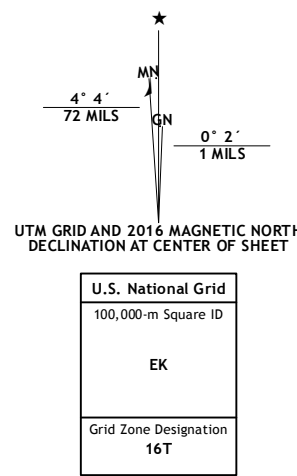 ★
MN
4° 4´
72 MILS
GN
0° 2´
1 MILS
UTM GRID AND 2016 MAGNETIC NORTH
DECLINATION AT CENTER OF SHEET
U.S. National Grid
100,000-m Square ID
EK
Grid Zone Designation
16T